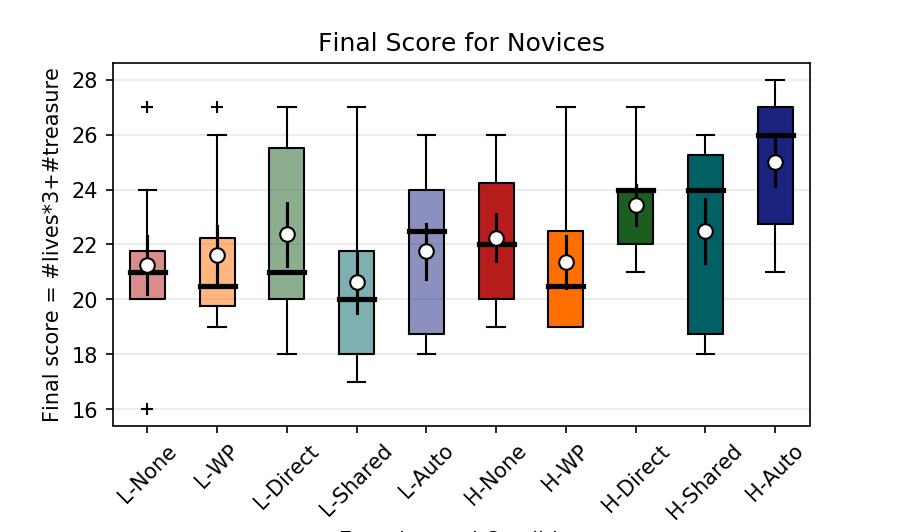 Final Score for Novices
Final score = #lives*3+#treasure
28
26
24
22
20
18
16
L-None
L-WP
L-Direct
L-Shared
L-Auto
H-None
H-WP
H-Direct
H-Shared
H-Auto